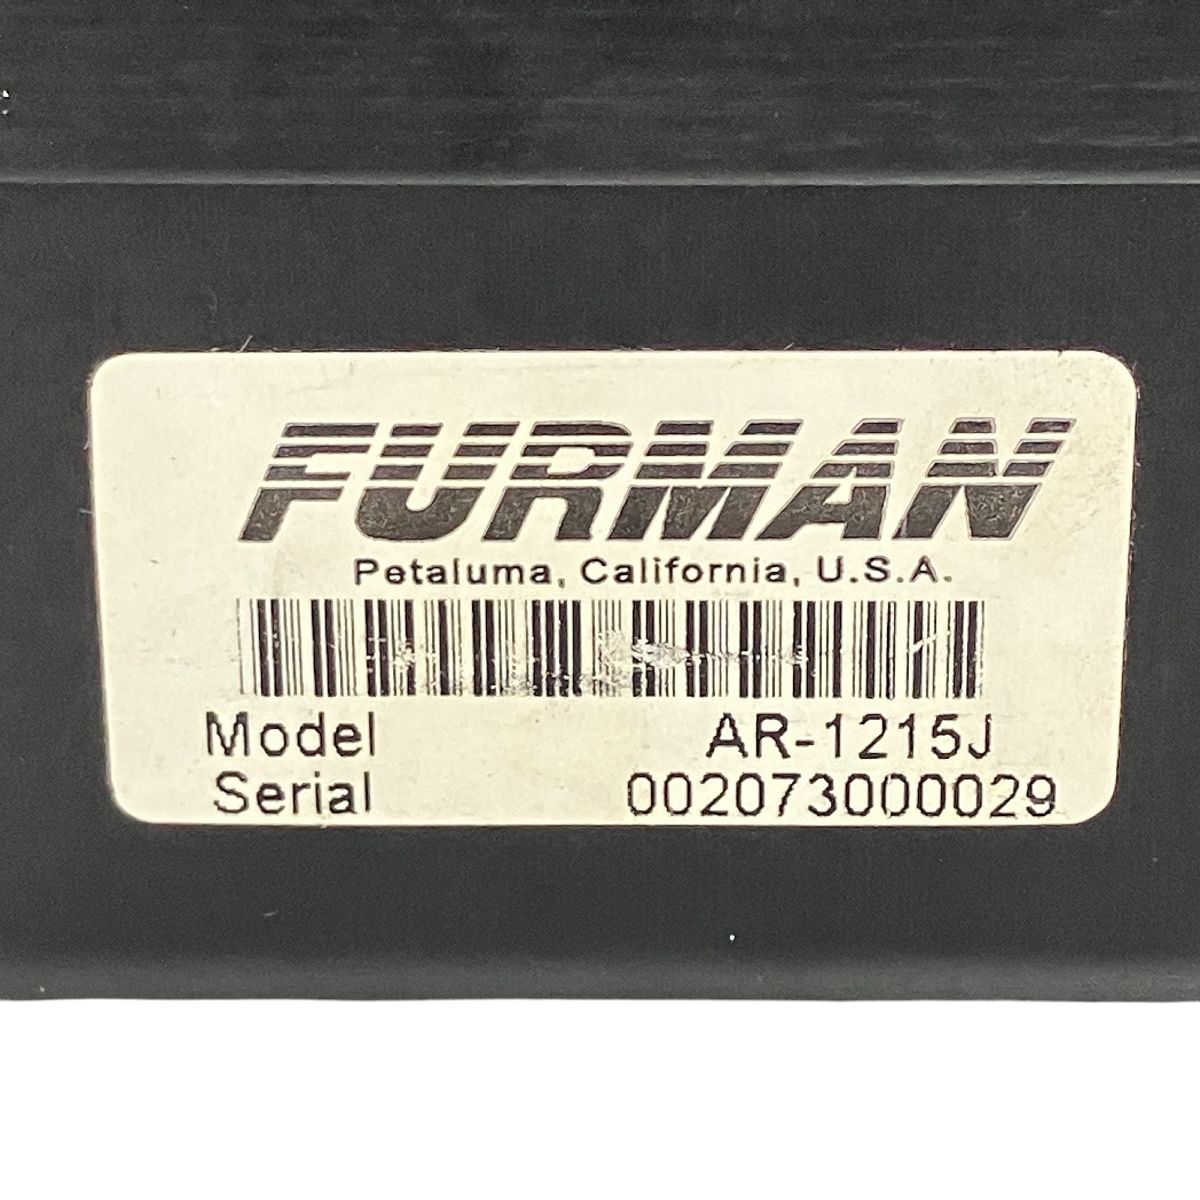 FURMAN
Petaluma, California, U.S.A.
Model AR-1215J
Serial 002073000029